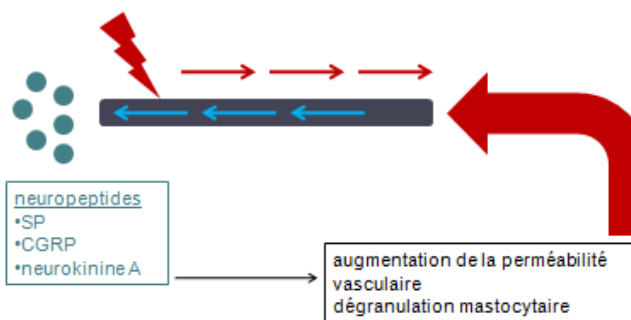 neuropeptides
•SP
•CGRP
•neurokinine A
augmentation de la perméabilité
vasculaire
dégranulation mastocytaire